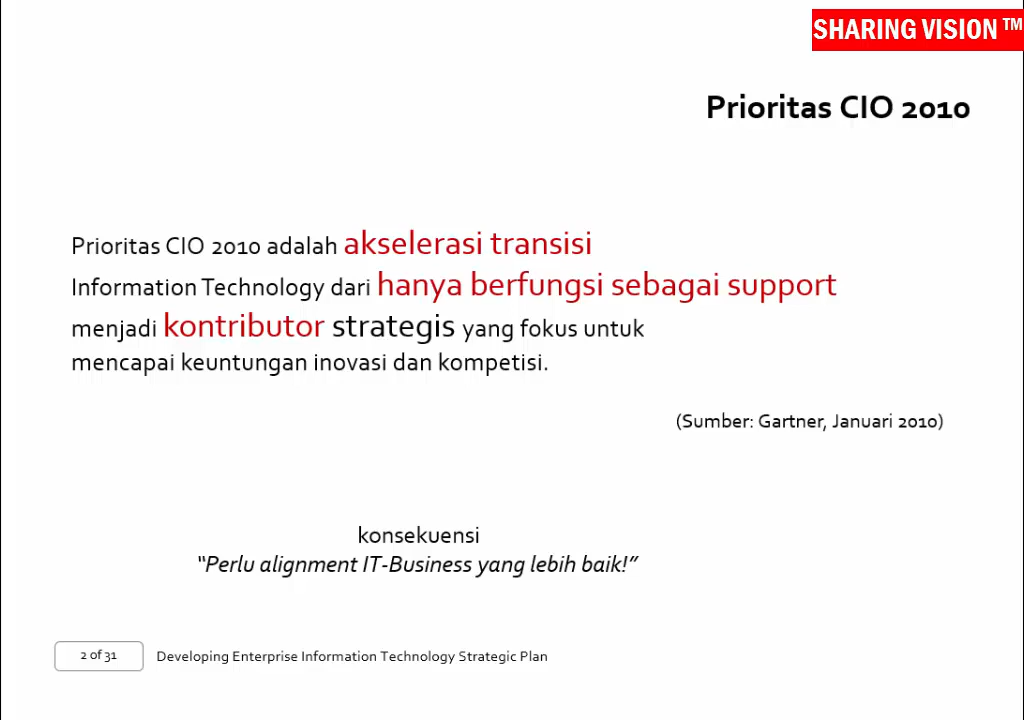 SHARING VISION ™
Prioritas CIO 2010
Prioritas CIO 2010 adalah akselerasi transisi
Information Technology dari hanya berfungsi sebagai support
menjadi kontributor strategis yang fokus untuk
mencapai keuntungan inovasi dan kompetisi.
(Sumber: Gartner, Januari 2010)
konsekuensi
“Perlu alignment IT-Business yang lebih baik!”
2 of 31
Developing Enterprise Information Technology Strategic Plan